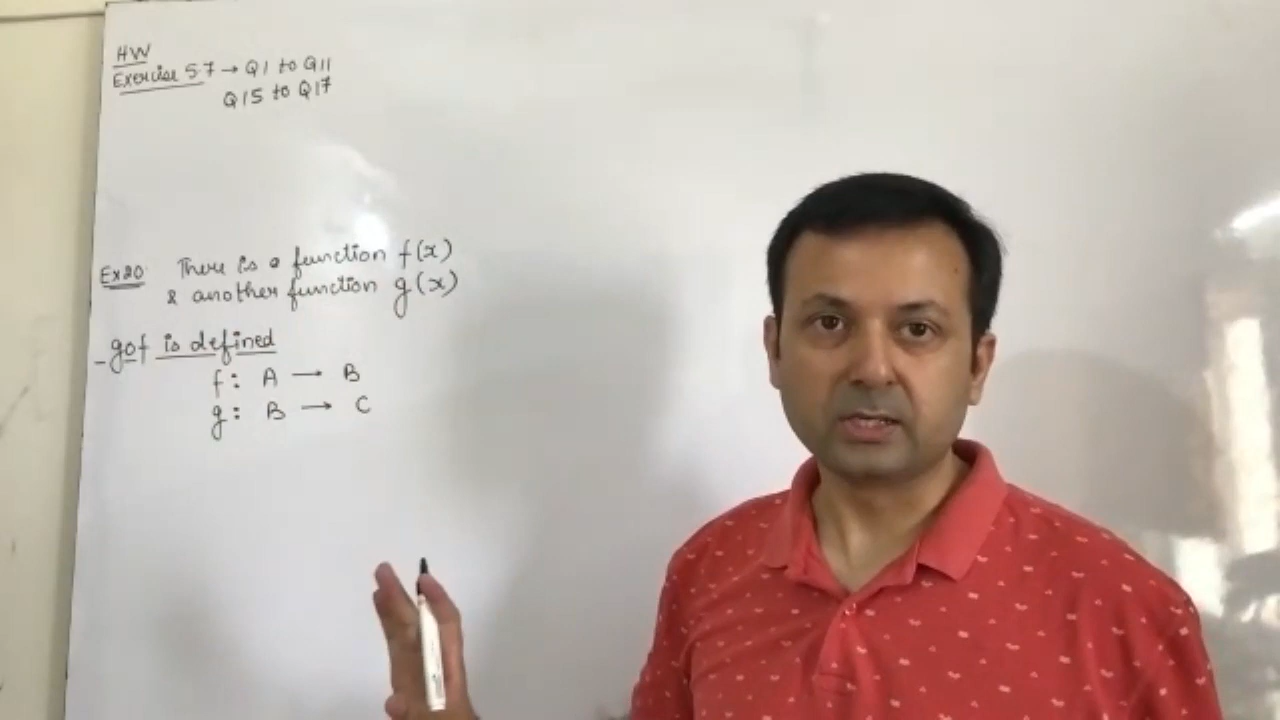 HW
Exercise 5.7 → Q1 to Q11
Q15 to Q17
Ex20 There is a function f(x)
& another function g(x)
- gof is defined
f: A → B
g: B → C